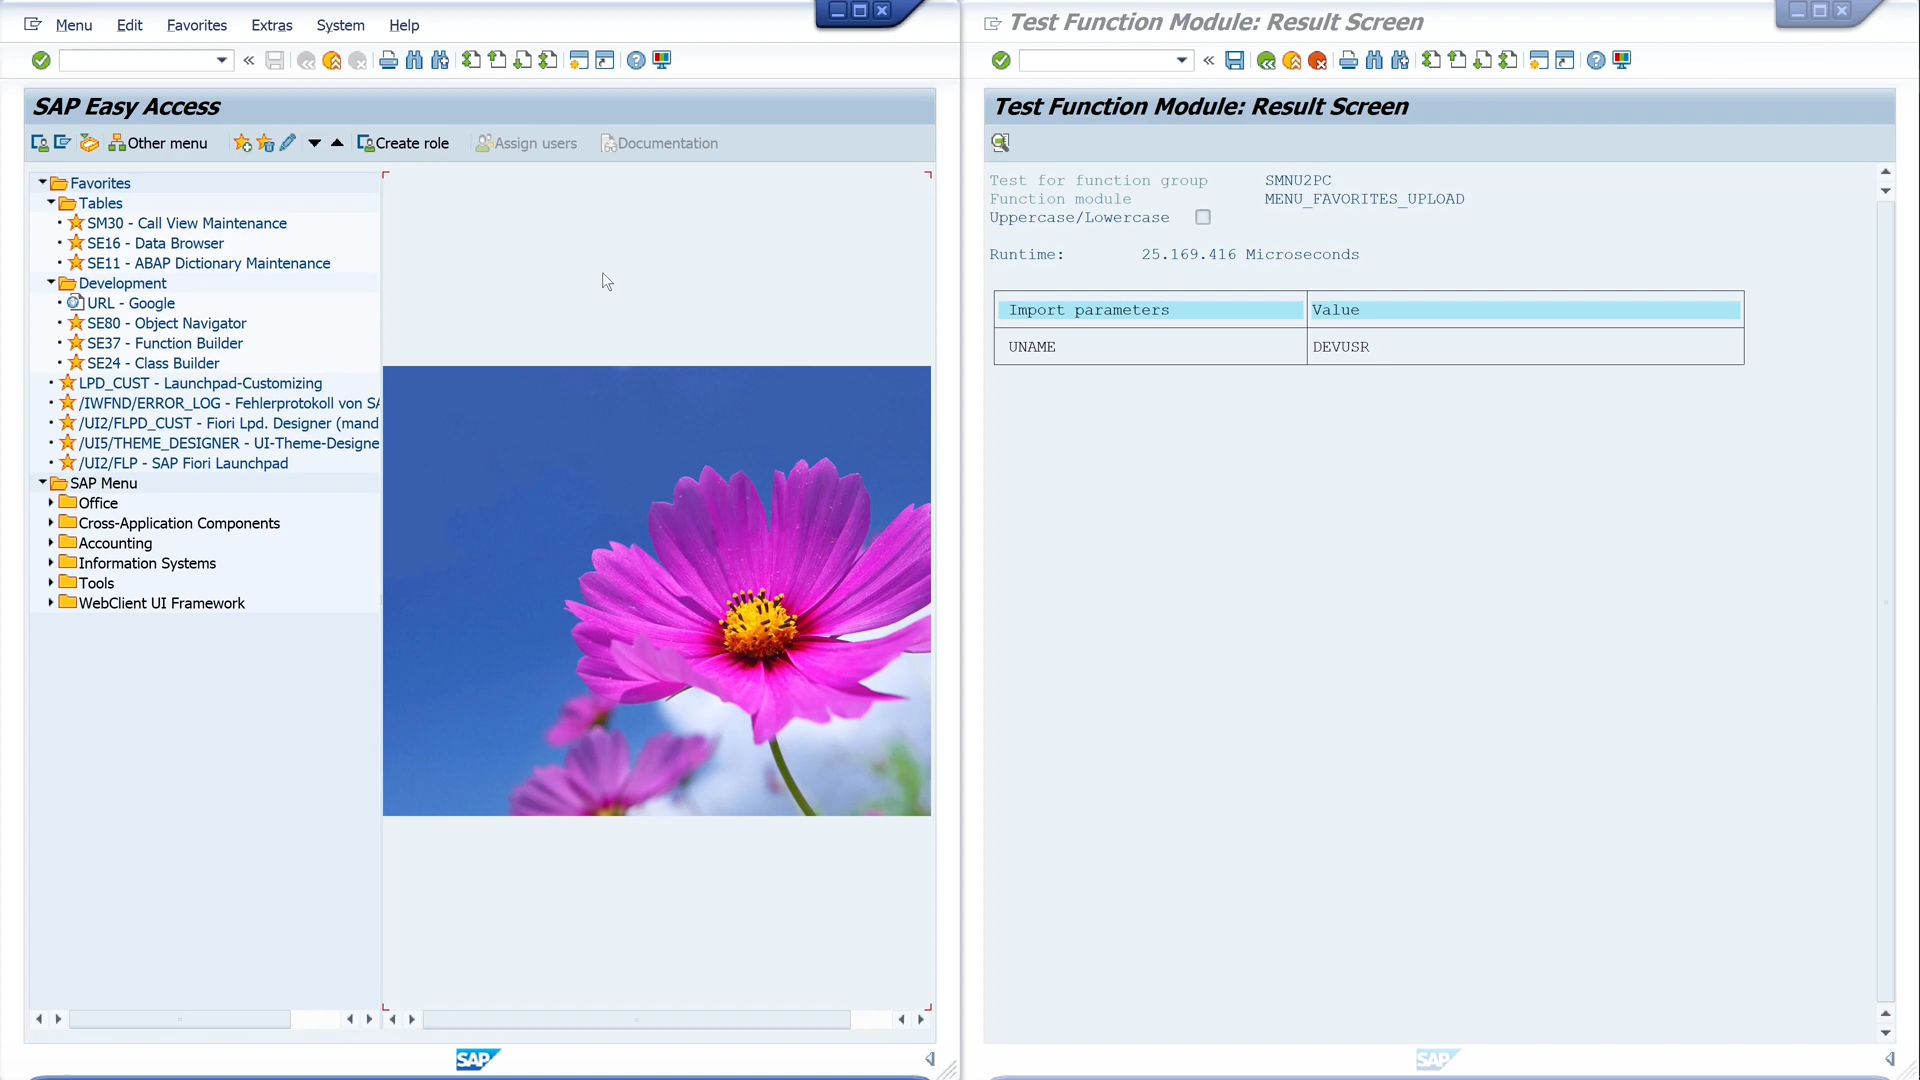 Menu Edit Favorites Extras System Help
SAP Easy Access
Other menu Create role Assign users Documentation
Favorites
Tables
SM30 - Call View Maintenance
SE16 - Data Browser
SE11 - ABAP Dictionary Maintenance
Development
URL - Google
SE80 - Object Navigator
SE37 - Function Builder
SE24 - Class Builder
LPD_CUST - Launchpad-Customizing
/IWFND/ERROR_LOG - Fehlerprotokoll von SA
/UI2/FLPD_CUST - Fiori Lpd. Designer (mand
/UI5/THEME_DESIGNER - UI-Theme-Designe
/UI2/FLP - SAP Fiori Launchpad
SAP Menu
Office
Cross-Application Components
Accounting
Information Systems
Tools
WebClient UI Framework
SAP
Test Function Module: Result Screen
Test Function Module: Result Screen
Test for function group SMNU2PC
Function module MENU_FAVORITES_UPLOAD
Uppercase/Lowercase
Runtime: 25.169.416 Microseconds
Import parameters Value
UNAME DEVUSR
SAP